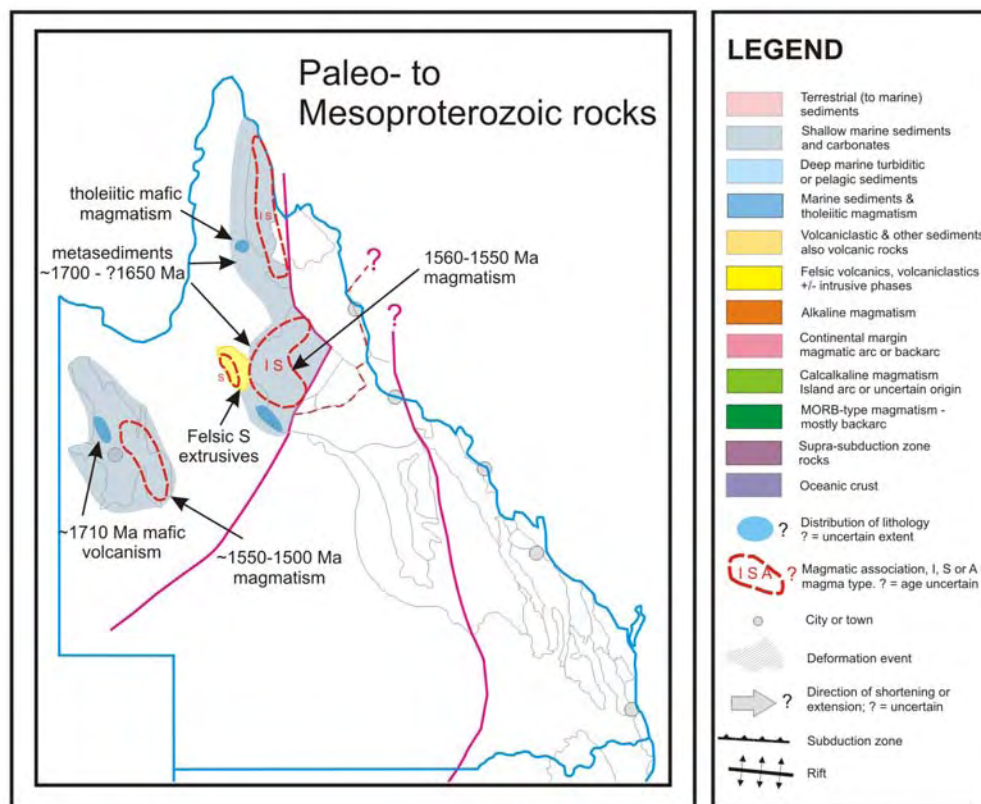 Paleo- to
Mesoproterozoic rocks
tholeiitic mafic
magmatism
metasediments
~1700 - ?1650 Ma
I S
?
1560-1550 Ma
magmatism
?
I S
S
Felsic S
extrusives
~1710 Ma mafic
volcanism
~1550-1500 Ma
magmatism
LEGEND
Terrestrial (to marine)
sediments
Shallow marine sediments
and carbonates
Deep marine turbiditic
or pelagic sediments
Marine sediments &
tholeiitic magmatism
Volcaniclastic & other sediments
also volcanic rocks
Felsic volcanics, volcaniclastics
+/- intrusive phases
Alkaline magmatism
Continental margin
magmatic arc or backarc
Calcalkaline magmatism
Island arc or uncertain origin
MORB-type magmatism -
mostly backarc
Supra-subduction zone
rocks
Oceanic crust
? Distribution of lithology
? = uncertain extent
I S A ? Magmatic association, I, S or A
magma type. ? = age uncertain
City or town
Deformation event
? Direction of shortening or
extension; ? = uncertain
Subduction zone
Rift